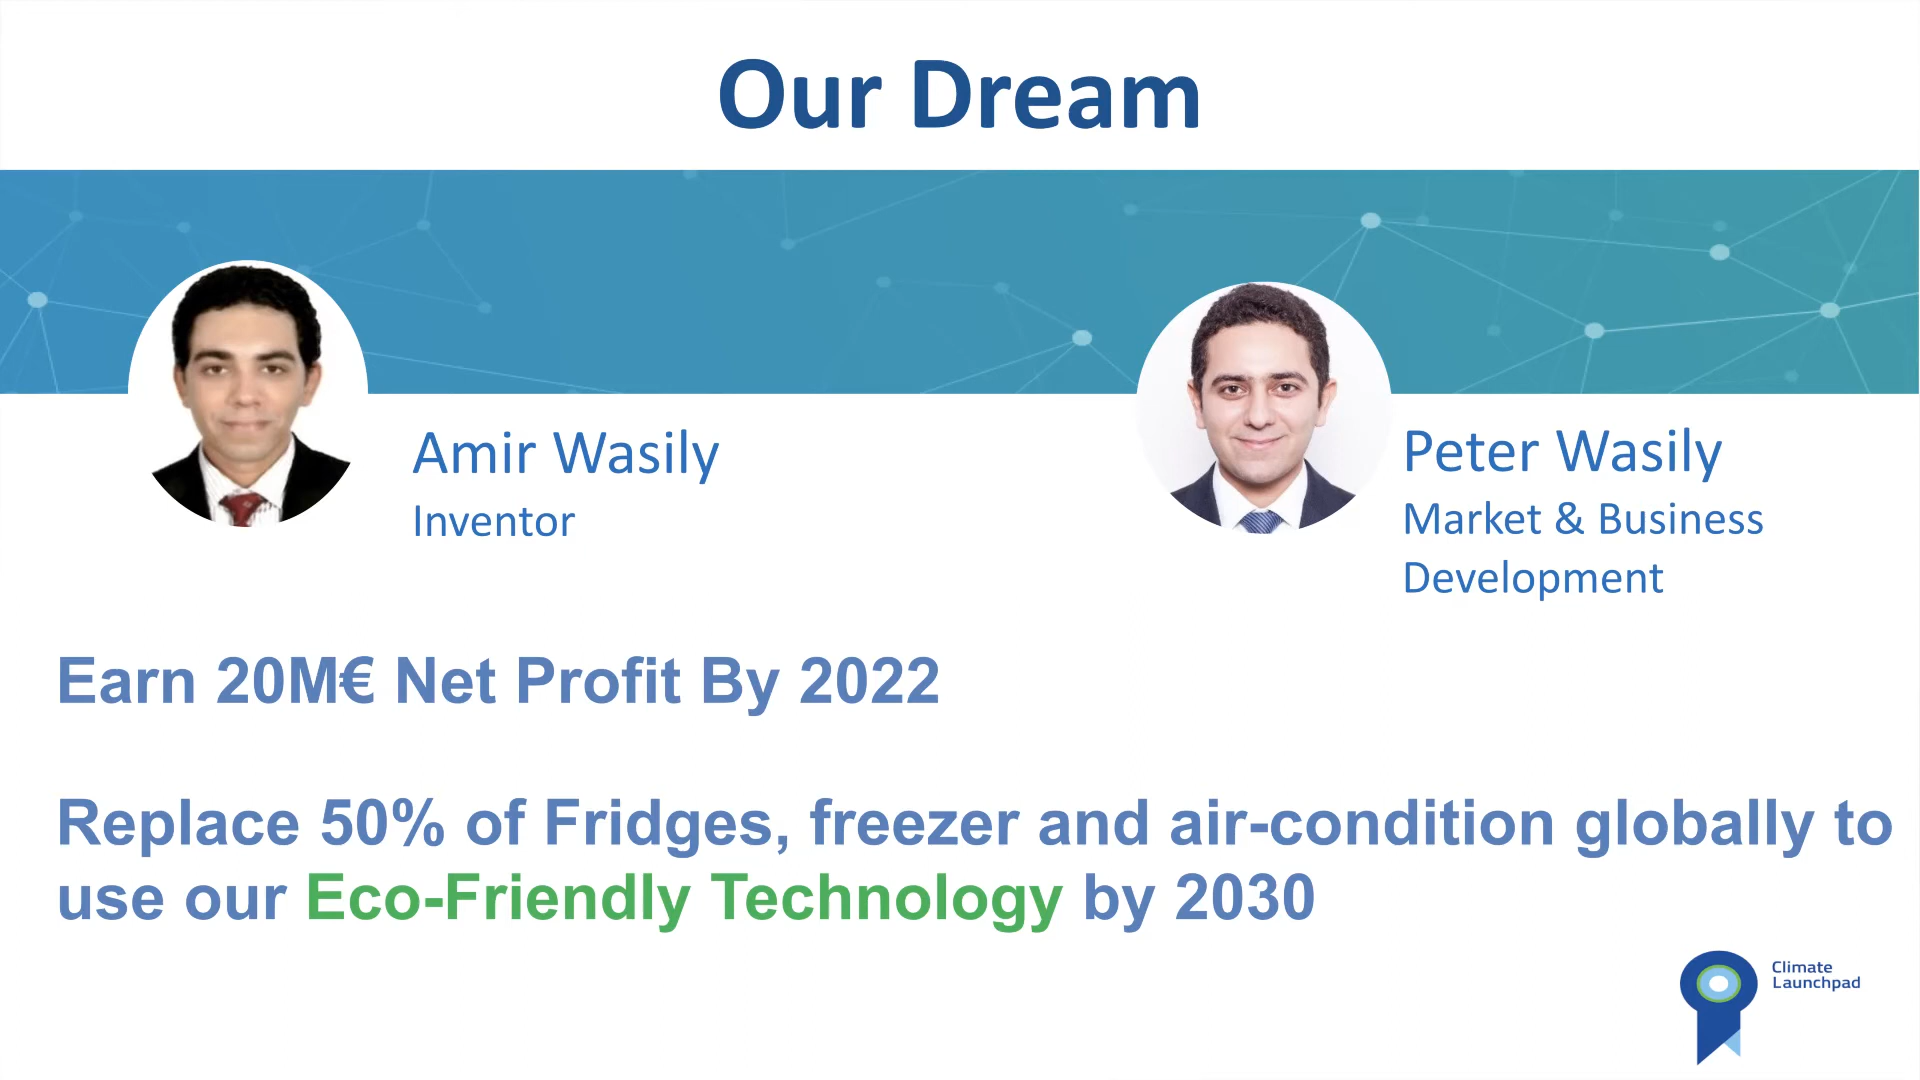 Our Dream
Amir Wasily
Inventor
Peter Wasily
Market & Business
Development
Earn 20M€ Net Profit By 2022
Replace 50% of Fridges, freezer and air-condition globally to
use our Eco-Friendly Technology by 2030
Climate
Launchpad